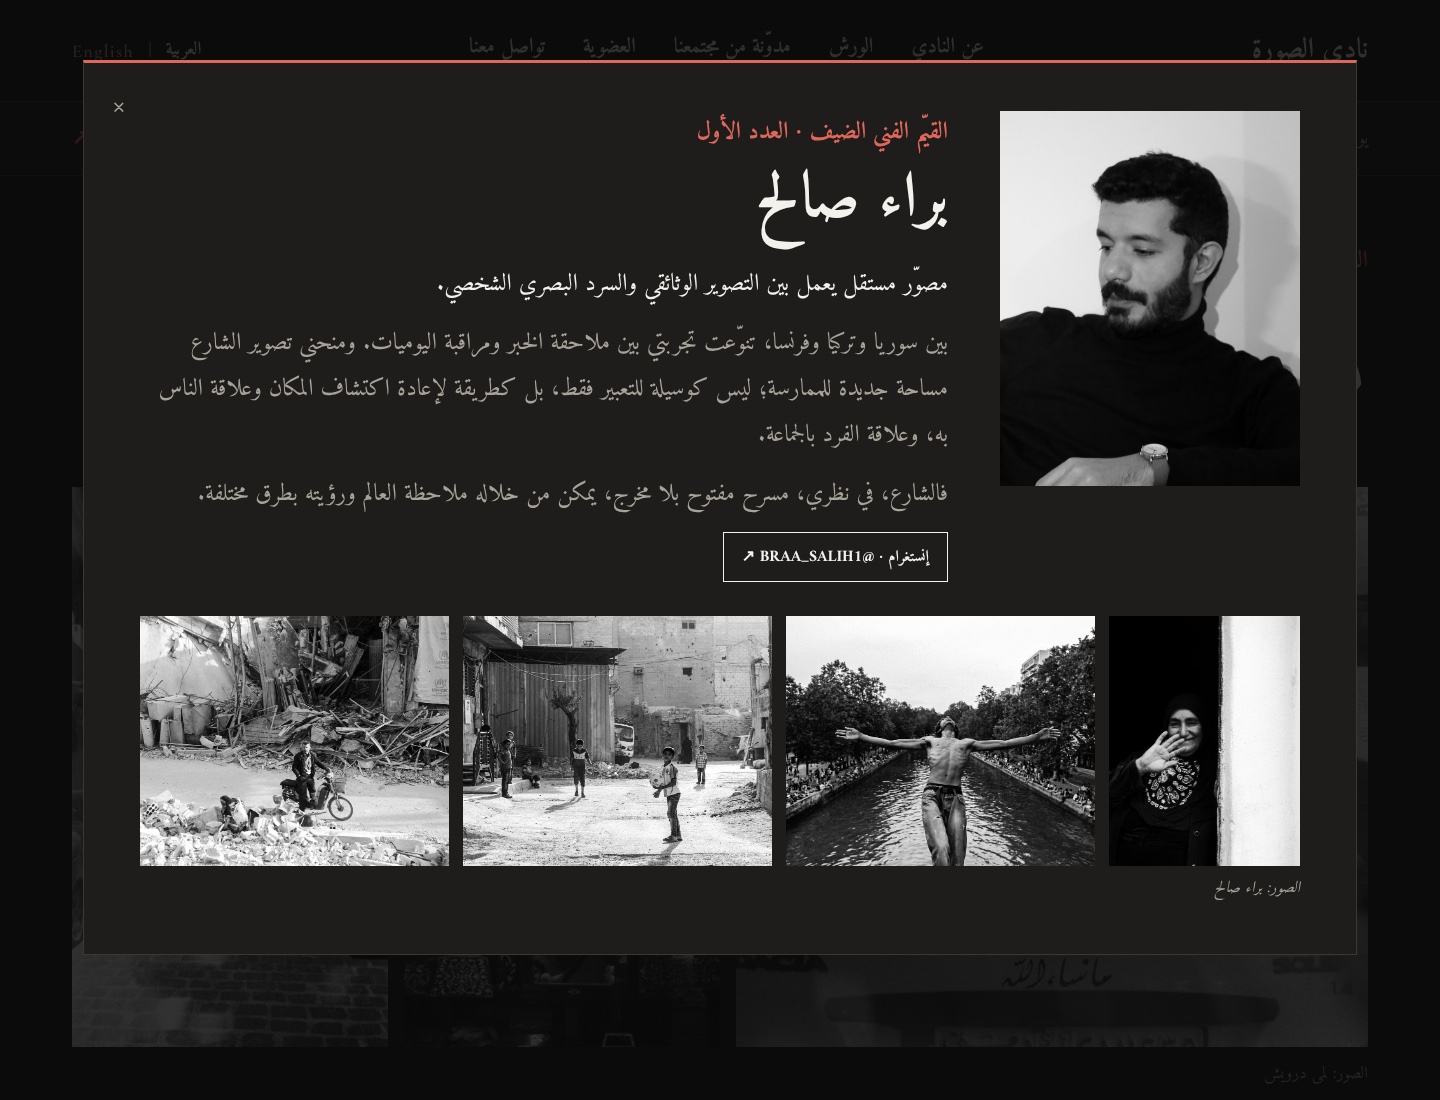 نادي الصورة
عن النادي
الورش
مدوّنة من مجتمعنا
العضوية
تواصل معنا
العربية | English
×
القيّم الفني الضيف · العدد الأول
براء صالح
مصوّر مستقل يعمل بين التصوير الوثائقي والسرد البصري الشخصي.
بين سوريا وتركيا وفرنسا، تنوّعت تجربتي بين ملاحقة الخبر ومراقبة اليوميات. ومنحني تصوير الشارع
مساحة جديدة للممارسة؛ ليس كوسيلة للتعبير فقط، بل كطريقة لإعادة اكتشاف المكان وعلاقة الناس
به، وعلاقة الفرد بالجماعة.
فالشارع، في نظري، مسرح مفتوح بلا مخرج، يمكن من خلاله ملاحظة العالم ورؤيته بطرق مختلفة.
إنستغرام · @BRAA_SALIH1 ↗
الصور: براء صالح
ماشاءالله
الصور: لمى درويش